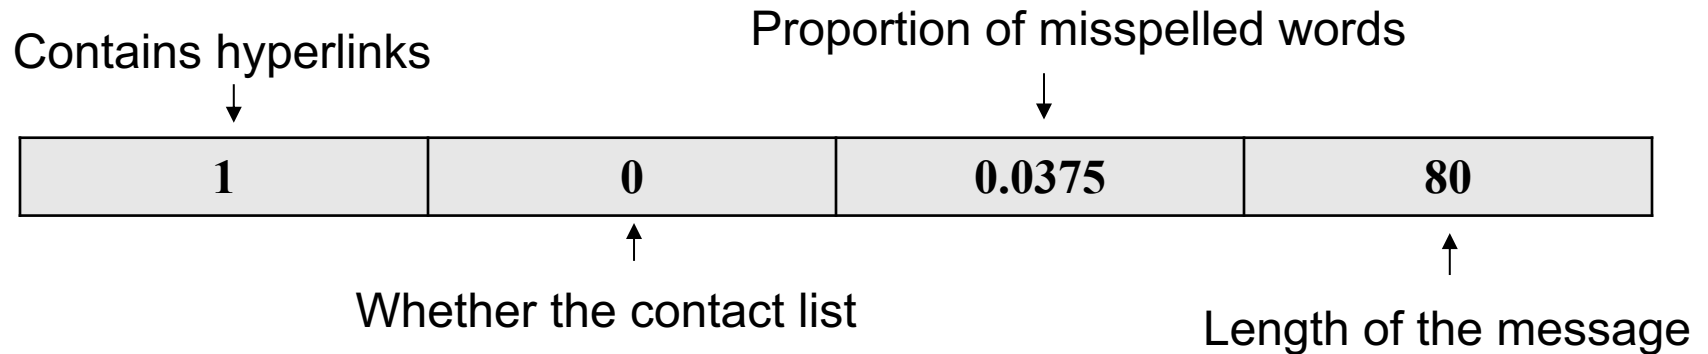 Contains hyperlinks
Proportion of misspelled words
1 0 0.0375 80
Whether the contact list
Length of the message